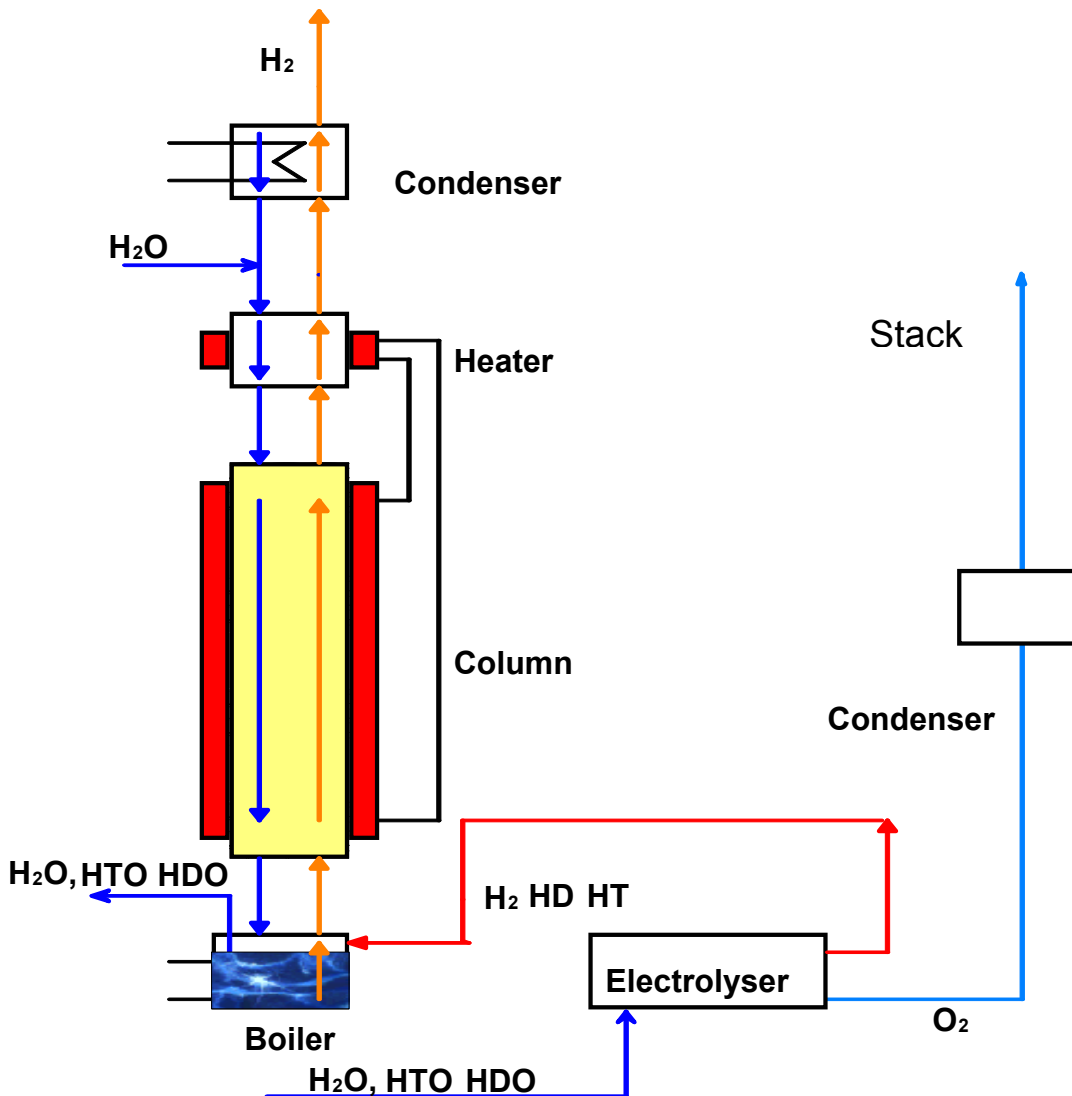 H₂
Condenser
H₂O
Stack
Heater
Column
Condenser
H₂O, HTO HDO
H₂ HD HT
Electrolyser
O₂
Boiler
H₂O, HTO HDO